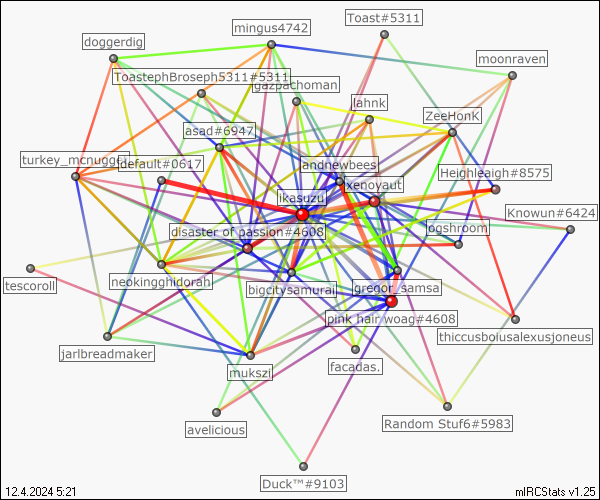 mingus4742
Toast#5311
doggerdig
moonraven
ToastephBroseph5311#5311
gazpachoman
lahnk
ZeeHonk
asad#6947
turkey_mcnugget
default#0617
andnewbees
Heighleaigh#8575
xenoyaut
ikasuzu
Knowun#6424
disaster of passion#4608
jogshroom
tescoroll
neokingghidorah
bigcitysamurai
gregor_samsa
pink hair woag#4608
thiccusboiusalexusjoneus
jarlbreadmaker
mukszi
facadas.
avelicious
Random Stuf6#5983
Duck™#9103
12.4.2024 5:21
mIRCStats v1.25